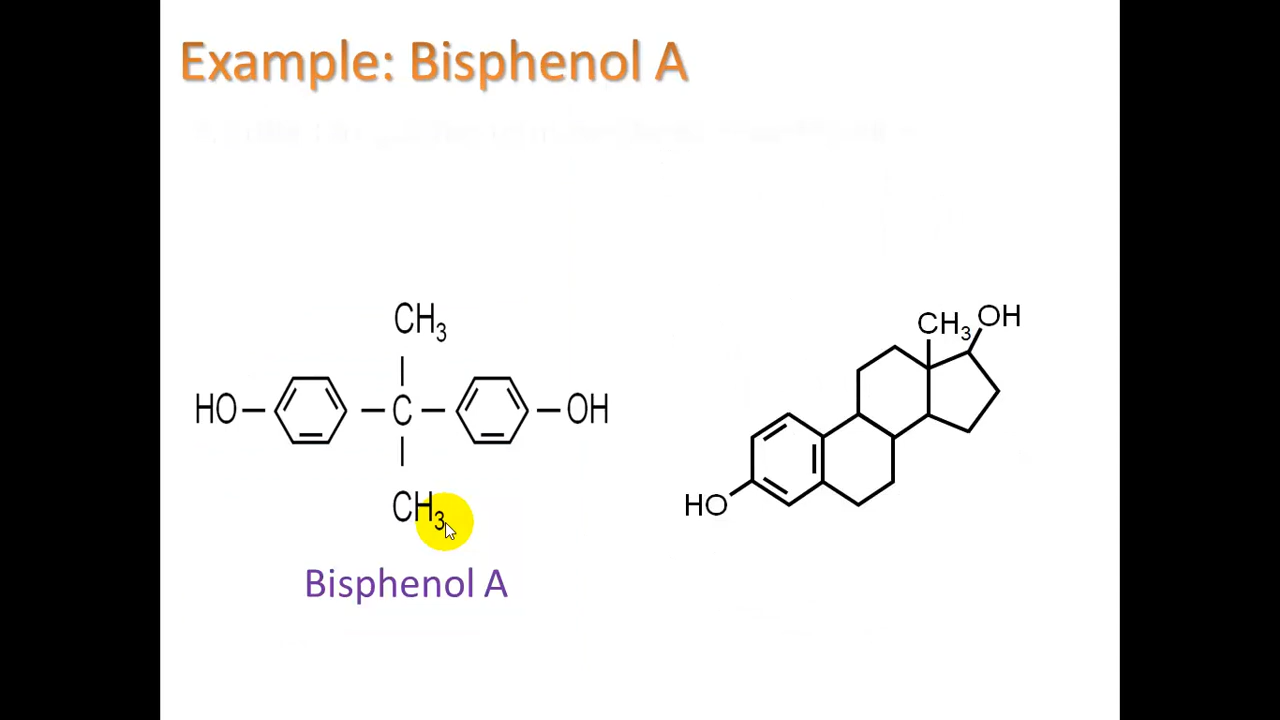 Example: Bisphenol A
CH3
HO C OH
CH3
Bisphenol A
CH3 OH
HO